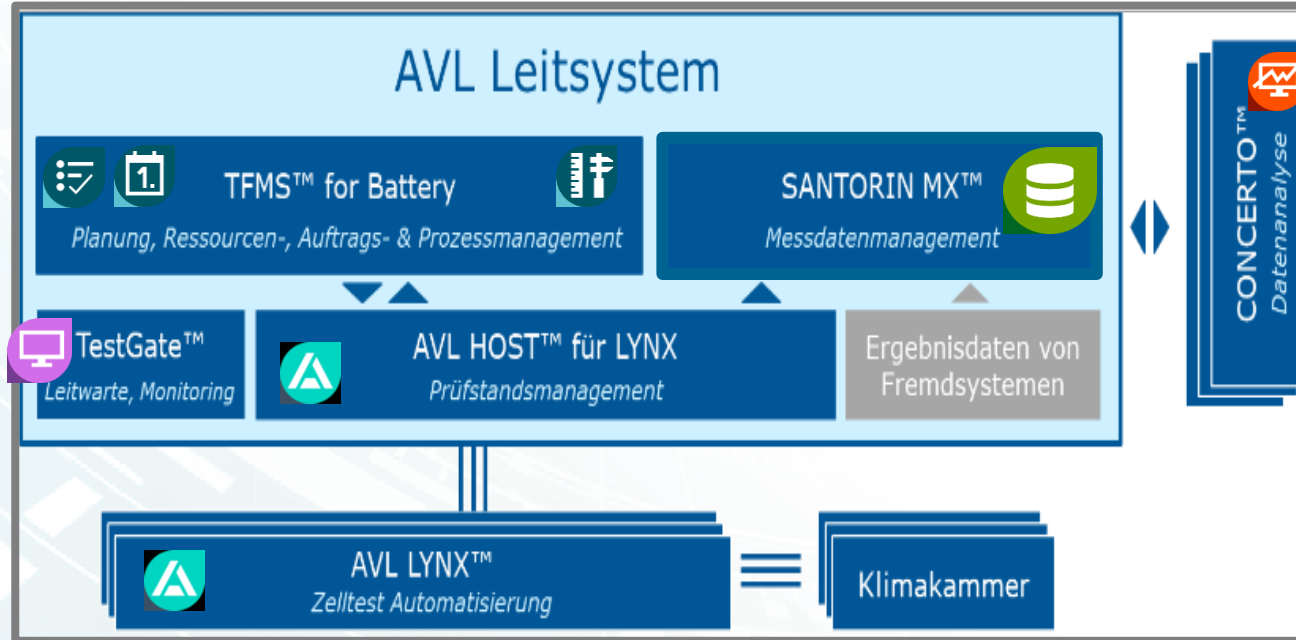 AVL Leitsystem
1.
TFMS™ for Battery
Planung, Ressourcen-, Auftrags- & Prozessmanagement
SANTORIN MX™
Messdatenmanagement
CONCERTO™
Datenanalyse
TestGate™
Leitwarte, Monitoring
AVL HOST™ für LYNX
Prüfstandsmanagement
Ergebnisdaten von
Fremdsystemen
AVL LYNX™
Zelltest Automatisierung
Klimakammer